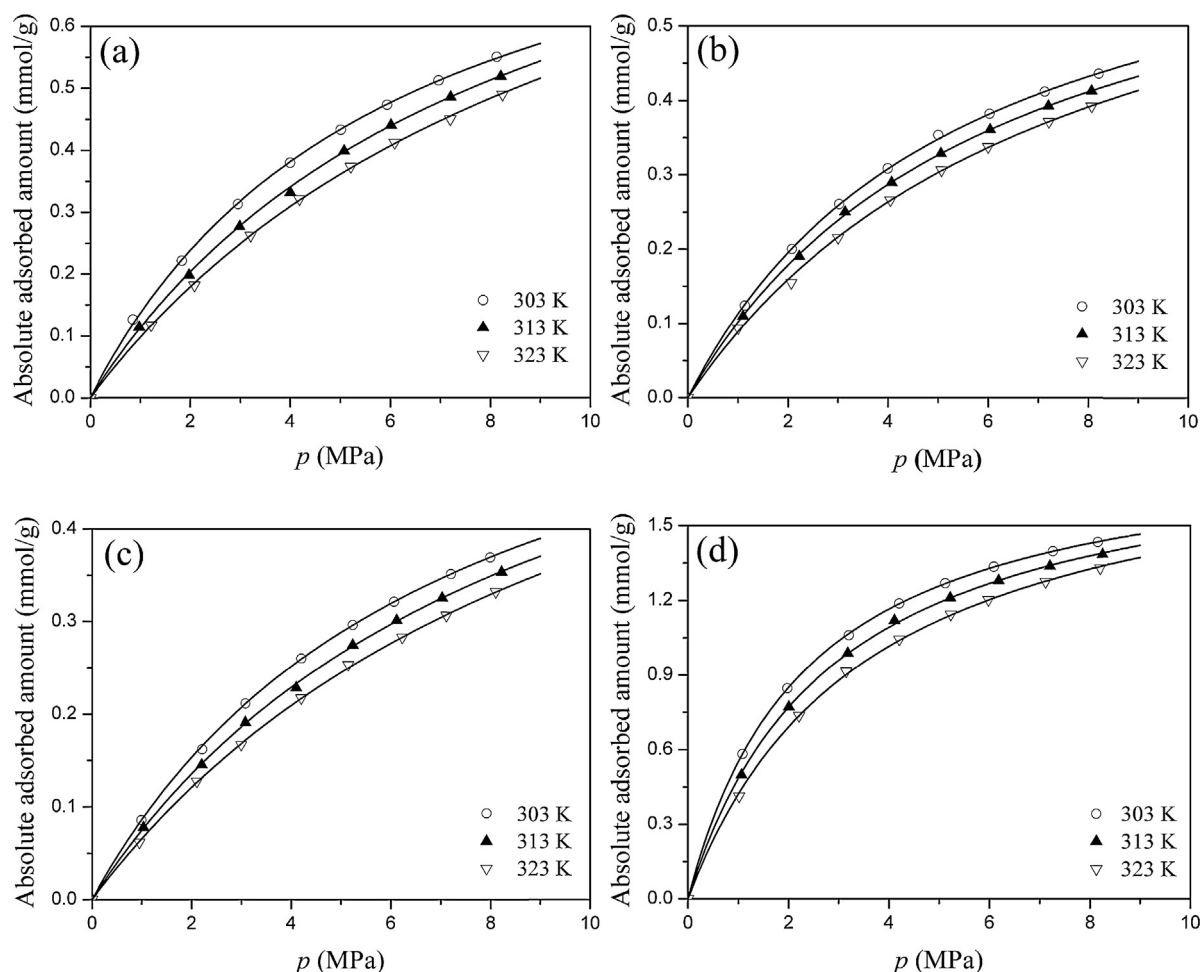 (a)
Absolute adsorbed amount (mmol/g)
0.6
0.5
0.4
0.3
0.2
0.1
0.0
303 K
313 K
323 K
0 2 4 6 8 10
p (MPa)
(b)
Absolute adsorbed amount (mmol/g)
0.5
0.4
0.3
0.2
0.1
0.0
303 K
313 K
323 K
0 2 4 6 8 10
p (MPa)
(c)
Absolute adsorbed amount (mmol/g)
0.4
0.3
0.2
0.1
0.0
303 K
313 K
323 K
0 2 4 6 8 10
p (MPa)
(d)
Absolute adsorbed amount (mmol/g)
1.5
1.2
0.9
0.6
0.3
0.0
303 K
313 K
323 K
0 2 4 6 8 10
p (MPa)